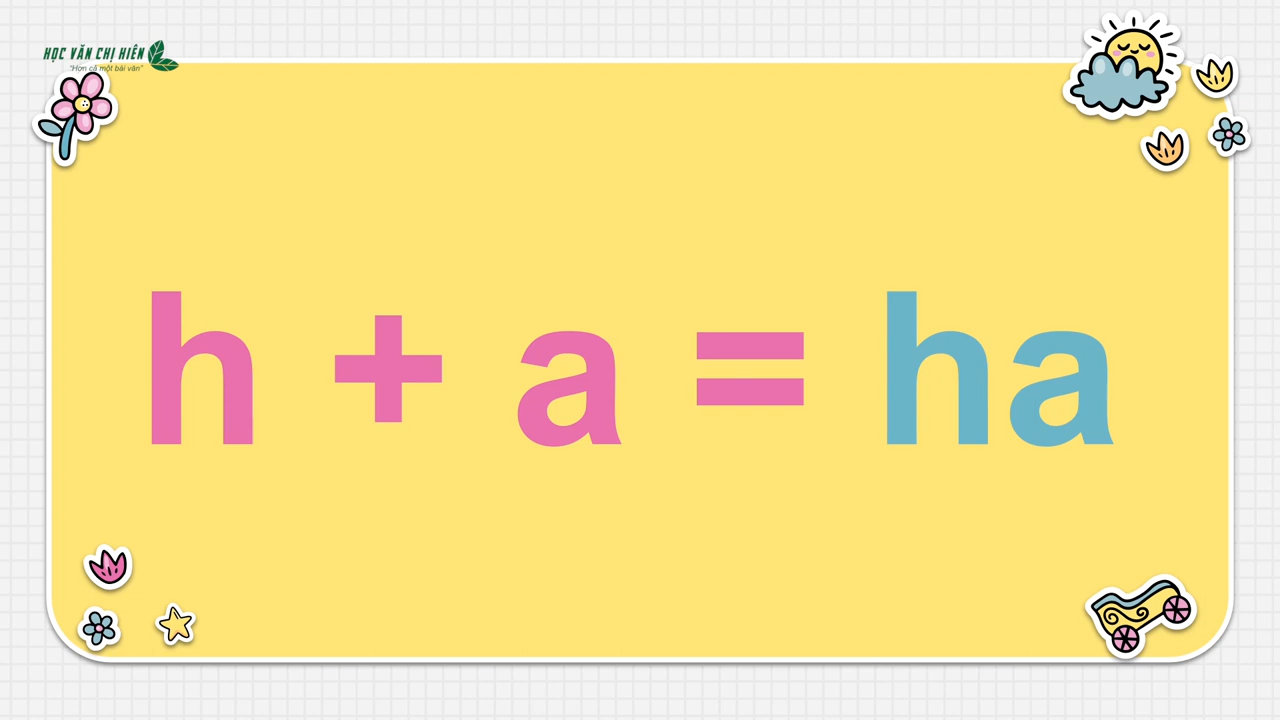 HỌC VĂN CHỊ HIÊN
"Hơn cả một bài văn"
h + a = ha